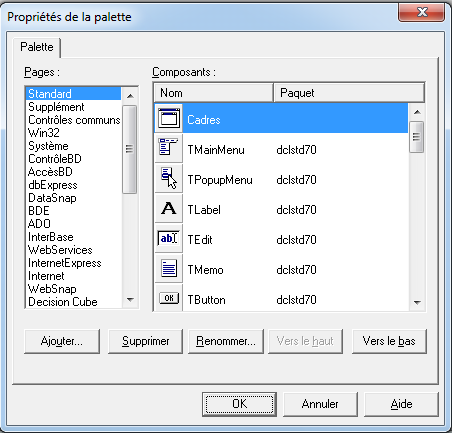 Propriétés de la palette
Palette
Pages :
Standard
Supplément
Contrôles communs
Win32
Système
ContrôleBD
AccèsBD
dbExpress
DataSnap
BDE
ADO
InterBase
WebServices
InternetExpress
Internet
WebSnap
Decision Cube
Composants :
Nom Paquet
Cadres
TMainMenu dclstd70
TPopupMenu dclstd70
A TLabel dclstd70
ab TEdit dclstd70
TMemo dclstd70
OK TButton dclstd70
Ajouter... Supprimer Renommer... Vers le haut Vers le bas
OK Annuler Aide